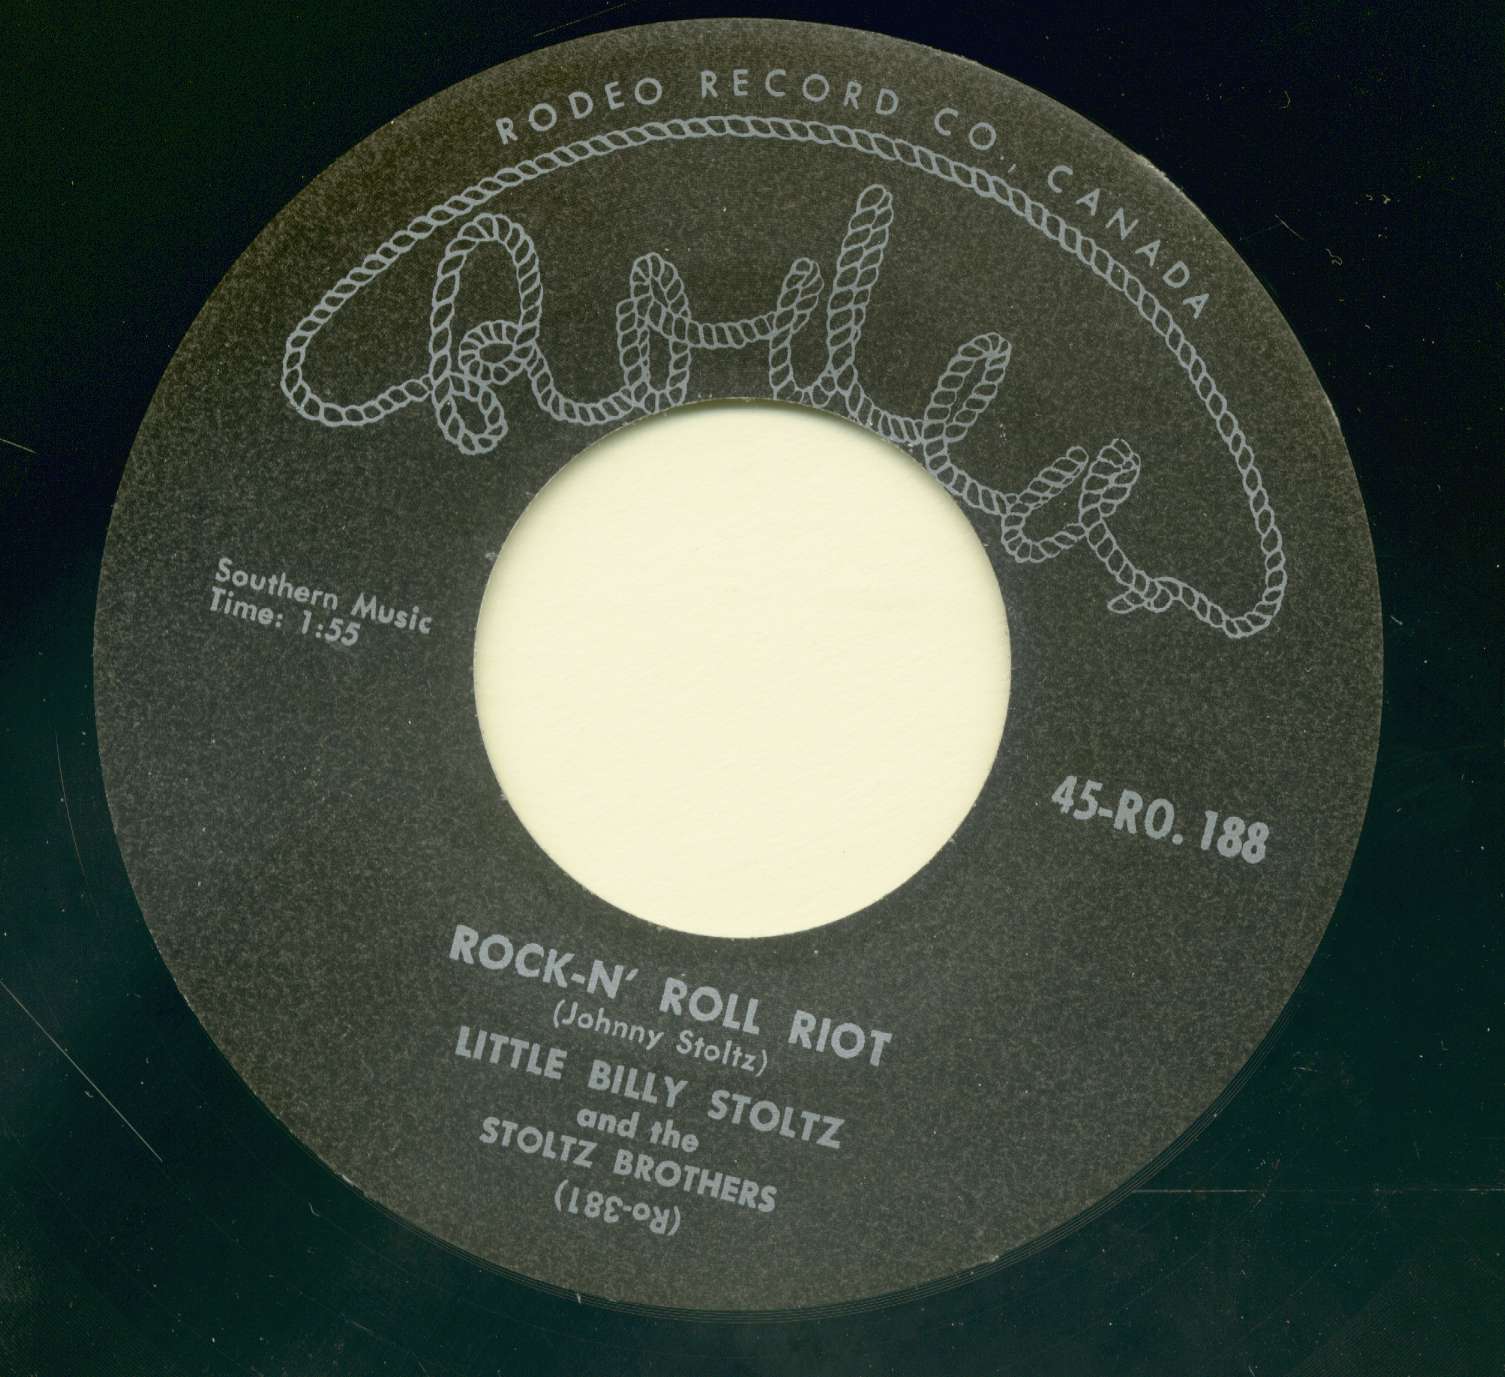 RODEO RECORD CO., CANADA
Rodeo
Southern Music
Time: 1:55
45-RO. 188
ROCK-N' ROLL RIOT
(Johnny Stoltz)
LITTLE BILLY STOLTZ
and the
STOLTZ BROTHERS
(Ro-381)